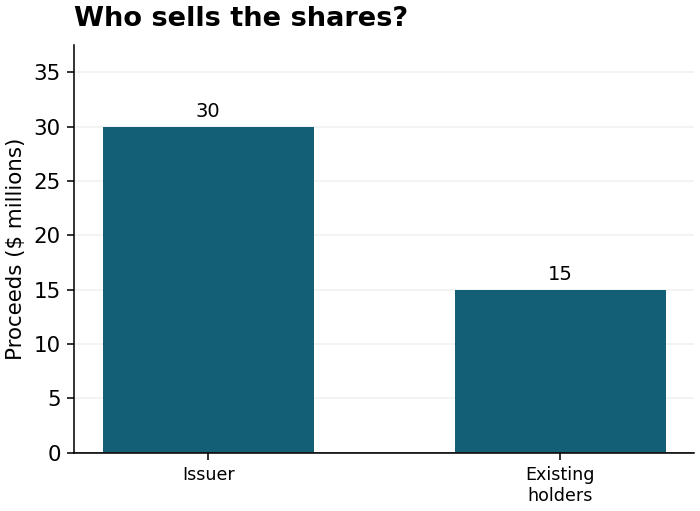 Who sells the shares?
Proceeds ($ millions)
35
30
25
20
15
10
5
0
30
15
Issuer
Existing
holders